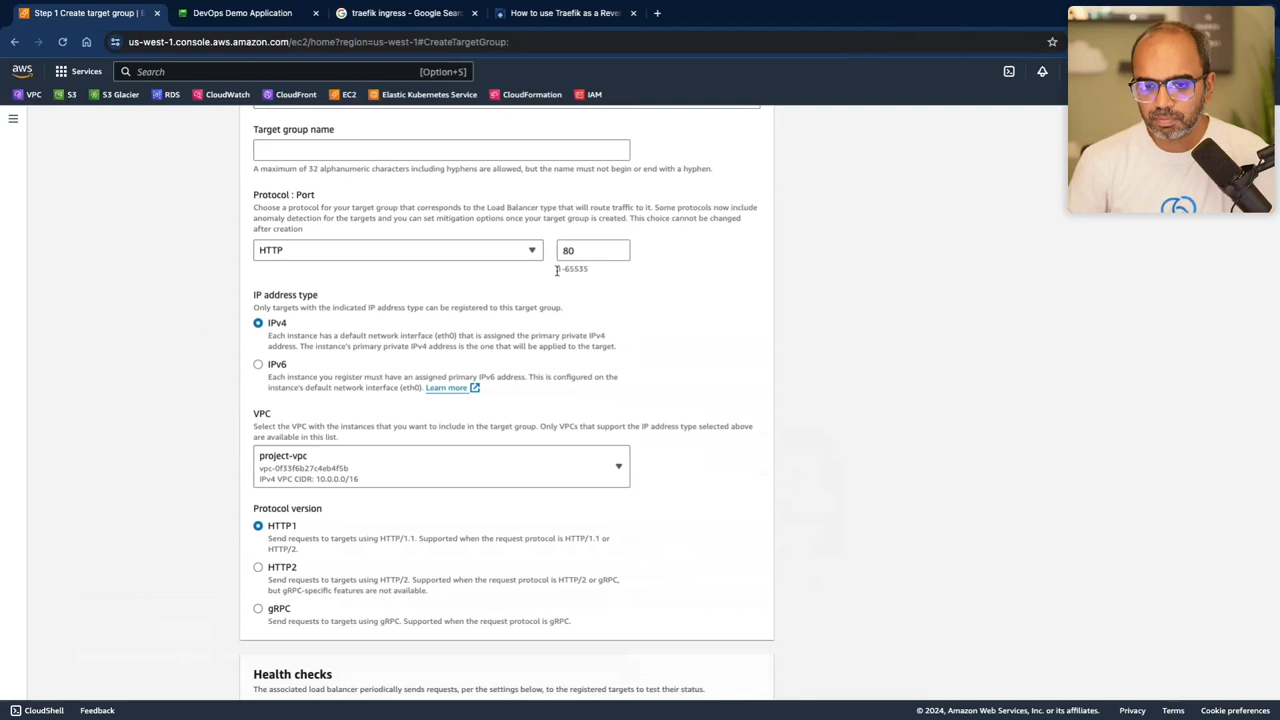 Step 1 Create target group |
DevOps Demo Application
traefik ingress - Google Sear
How to use Traefik as a Rever
us-west-1.console.aws.amazon.com/ec2/home?region=us-west-1#CreateTargetGroup:
aws
Services
Search
[Option+S]
VPC
S3
S3 Glacier
RDS
CloudWatch
CloudFront
EC2
Elastic Kubernetes Service
CloudFormation
IAM
Target group name
A maximum of 32 alphanumeric characters including hyphens are allowed, but the name must not begin or end with a hyphen.
Protocol : Port
Choose a protocol for your target group that corresponds to the Load Balancer type that will route traffic to it. Some protocols now include
anomaly detection for the targets and you can set mitigation options once your target group is created. This choice cannot be changed
after creation
HTTP
80
1-65535
IP address type
Only targets with the indicated IP address type can be registered to this target group.
IPv4
Each instance has a default network interface (eth0) that is assigned the primary private IPv4
address. The instance's primary private IPv4 address is the one that will be applied to the target.
IPv6
Each instance you register must have an assigned primary IPv6 address. This is configured on the
instance's default network interface (eth0). Learn more
VPC
Select the VPC with the instances that you want to include in the target group. Only VPCs that support the IP address type selected above
are available in this list.
project-vpc
vpc-0f33f6b27c4eb4f5b
IPv4 VPC CIDR: 10.0.0.0/16
Protocol version
HTTP1
Send requests to targets using HTTP/1.1. Supported when the request protocol is HTTP/1.1 or
HTTP/2.
HTTP2
Send requests to targets using HTTP/2. Supported when the request protocol is HTTP/2 or gRPC,
but gRPC-specific features are not available.
gRPC
Send requests to targets using gRPC. Supported when the request protocol is gRPC.
Health checks
The associated load balancer periodically sends requests, per the settings below, to the registered targets to test their status.
CloudShell
Feedback
© 2024, Amazon Web Services, Inc. or its affiliates.
Privacy
Terms
Cookie preferences